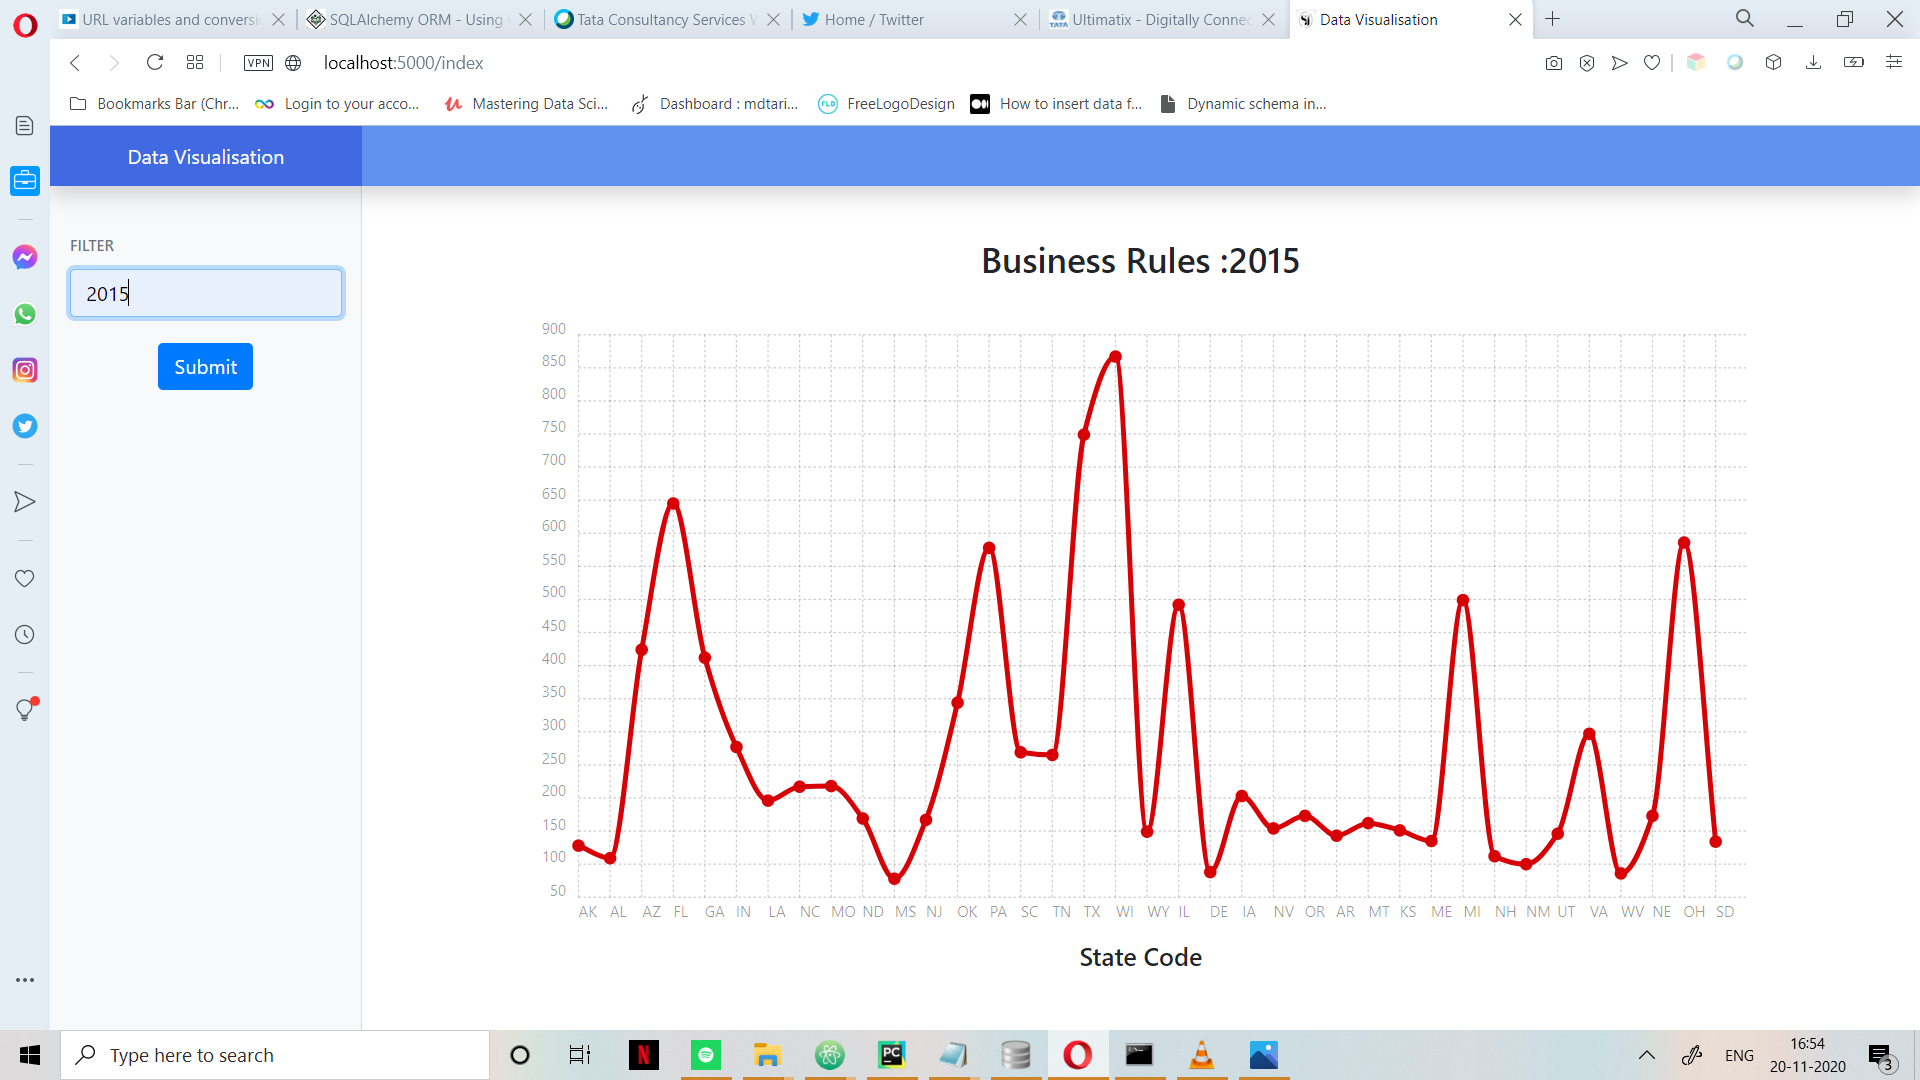 URL variables and conversi
SQLAlchemy ORM - Using
Tata Consultancy Services W
Home / Twitter
Ultimatix - Digitally Connec
Data Visualisation
VPN
localhost:5000/index
Bookmarks Bar (Chr...
Login to your acco...
Mastering Data Sci...
Dashboard : mdtari...
FLD
FreeLogoDesign
How to insert data f...
Dynamic schema in...
Data Visualisation
FILTER
2015
Submit
Business Rules :2015
900
850
800
750
700
650
600
550
500
450
400
350
300
250
200
150
100
50
AK AL AZ FL GA IN LA NC MO ND MS NJ OK PA SC TN TX WI WY IL DE IA NV OR AR MT KS ME MI NH NM UT VA WV NE OH SD
State Code
Type here to search
N
PC
ENG
16:54
20-11-2020
3